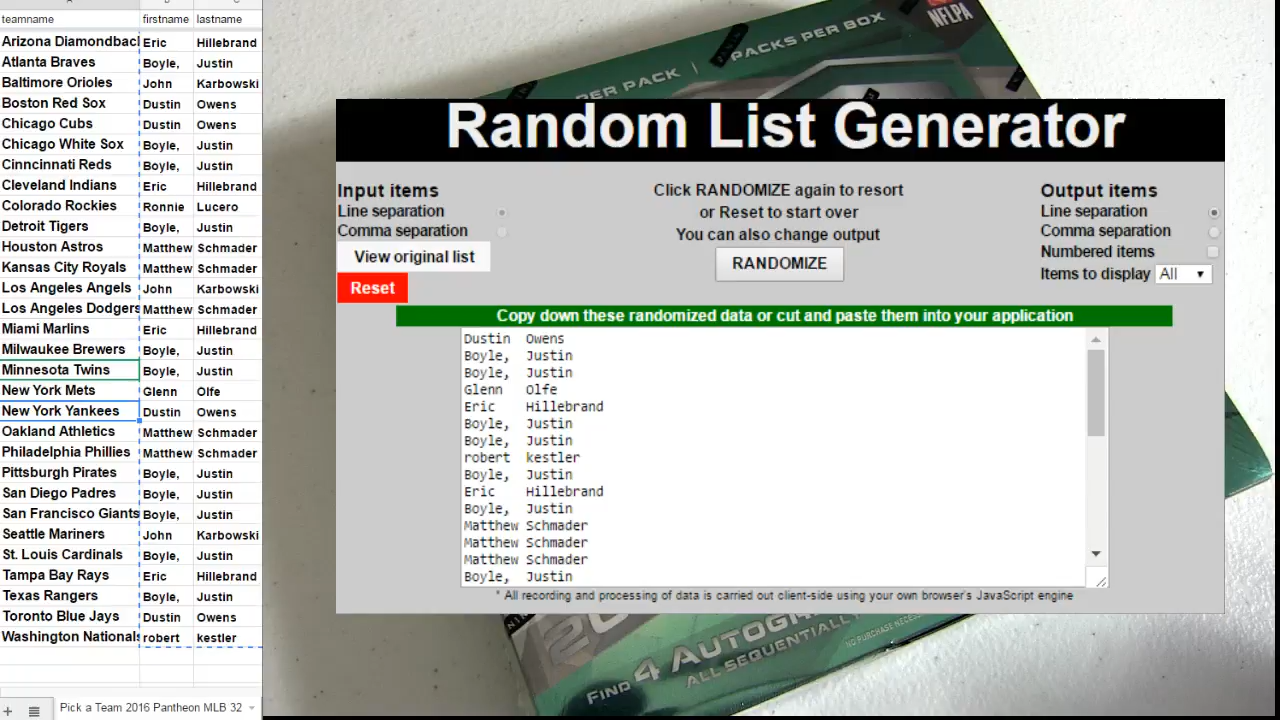 teamname firstname lastname
Arizona Diamondbacl Eric Hillebrand
Atlanta Braves Boyle, Justin
Baltimore Orioles John Karbowski
Boston Red Sox Dustin Owens
Chicago Cubs Dustin Owens
Chicago White Sox Boyle, Justin
Cinncinnati Reds Boyle, Justin
Cleveland Indians Eric Hillebrand
Colorado Rockies Ronnie Lucero
Detroit Tigers Boyle, Justin
Houston Astros Matthew Schmader
Kansas City Royals Matthew Schmader
Los Angeles Angels John Karbowski
Los Angeles Dodgers Matthew Schmader
Miami Marlins Eric Hillebrand
Milwaukee Brewers Boyle, Justin
Minnesota Twins Boyle, Justin
New York Mets Glenn Olfe
New York Yankees Dustin Owens
Oakland Athletics Matthew Schmader
Philadelphia Phillies Matthew Schmader
Pittsburgh Pirates Boyle, Justin
San Diego Padres Boyle, Justin
San Francisco Giants Boyle, Justin
Seattle Mariners John Karbowski
St. Louis Cardinals Boyle, Justin
Tampa Bay Rays Eric Hillebrand
Texas Rangers Boyle, Justin
Toronto Blue Jays Dustin Owens
Washington Nationals robert kestler
Pick a Team 2016 Pantheon MLB 32
PER PACK | PACKS PER BOX
NFLPA
Random List Generator
Input items
Line separation
Comma separation
View original list
Reset
Click RANDOMIZE again to resort
or Reset to start over
You can also change output
RANDOMIZE
Output items
Line separation
Comma separation
Numbered items
Items to display All
Copy down these randomized data or cut and paste them into your application
Dustin Owens
Boyle, Justin
Boyle, Justin
Glenn Olfe
Eric Hillebrand
Boyle, Justin
Boyle, Justin
robert kestler
Boyle, Justin
Eric Hillebrand
Boyle, Justin
Matthew Schmader
Matthew Schmader
Matthew Schmader
Boyle, Justin
* All recording and processing of data is carried out client-side using your own browser's JavaScript engine
20
FIND 4 AUTOGR
ALL SEQUENTIALLY
NO PURCHASE NECES